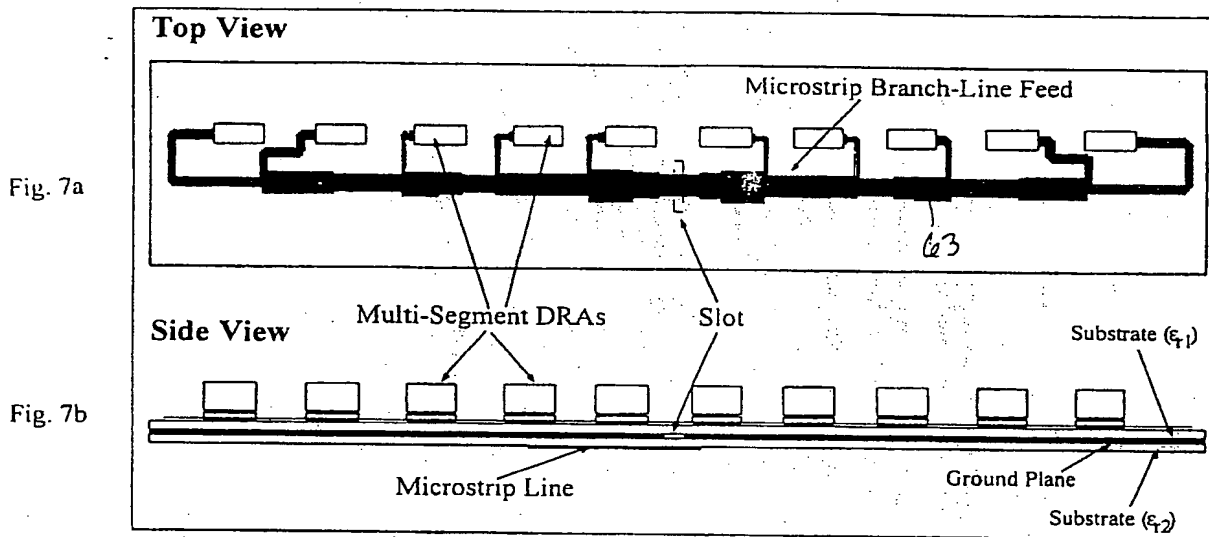 Top View
Microstrip Branch-Line Feed
Fig. 7a
63
Multi-Segment DRAs
Slot
Side View
Substrate (εr1)
Fig. 7b
Microstrip Line
Ground Plane
Substrate (εr2)